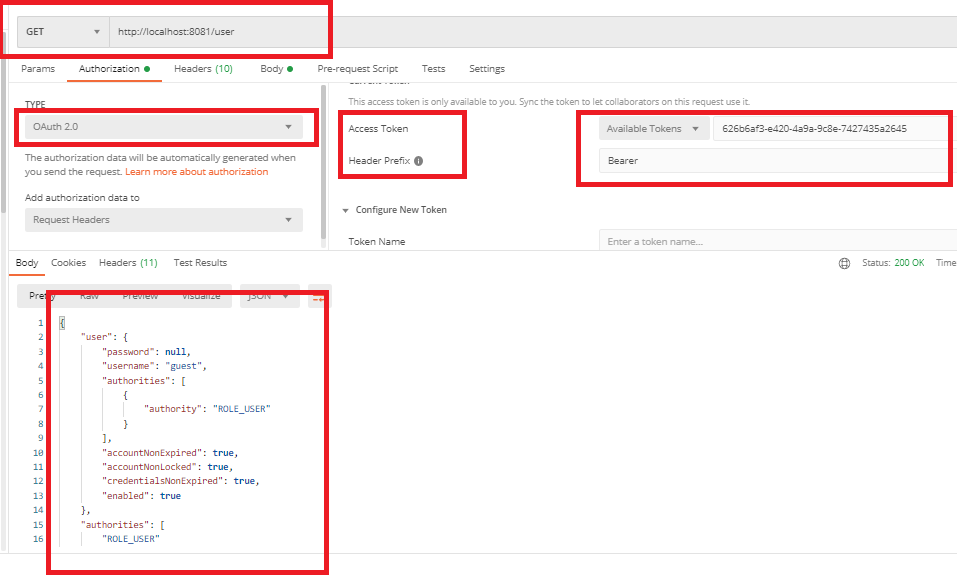 GET http://localhost:8081/user
Params Authorization Headers (10) Body Pre-request Script Tests Settings
TYPE
OAuth 2.0
The authorization data will be automatically generated when
you send the request. Learn more about authorization
Add authorization data to
Request Headers
This access token is only available to you. Sync the token to let collaborators on this request use it.
Access Token Available Tokens 626b6af3-e420-4a9a-9c8e-7427435a2645
Header Prefix Bearer
Configure New Token
Token Name Enter a token name...
Body Cookies Headers (11) Test Results Status: 200 OK Time
Pretty Raw Preview Visualize JSON
1 {
2 "user": {
3 "password": null,
4 "username": "guest",
5 "authorities": [
6 {
7 "authority": "ROLE_USER"
8 }
9 ],
10 "accountNonExpired": true,
11 "accountNonLocked": true,
12 "credentialsNonExpired": true,
13 "enabled": true
14 },
15 "authorities": [
16 "ROLE_USER"